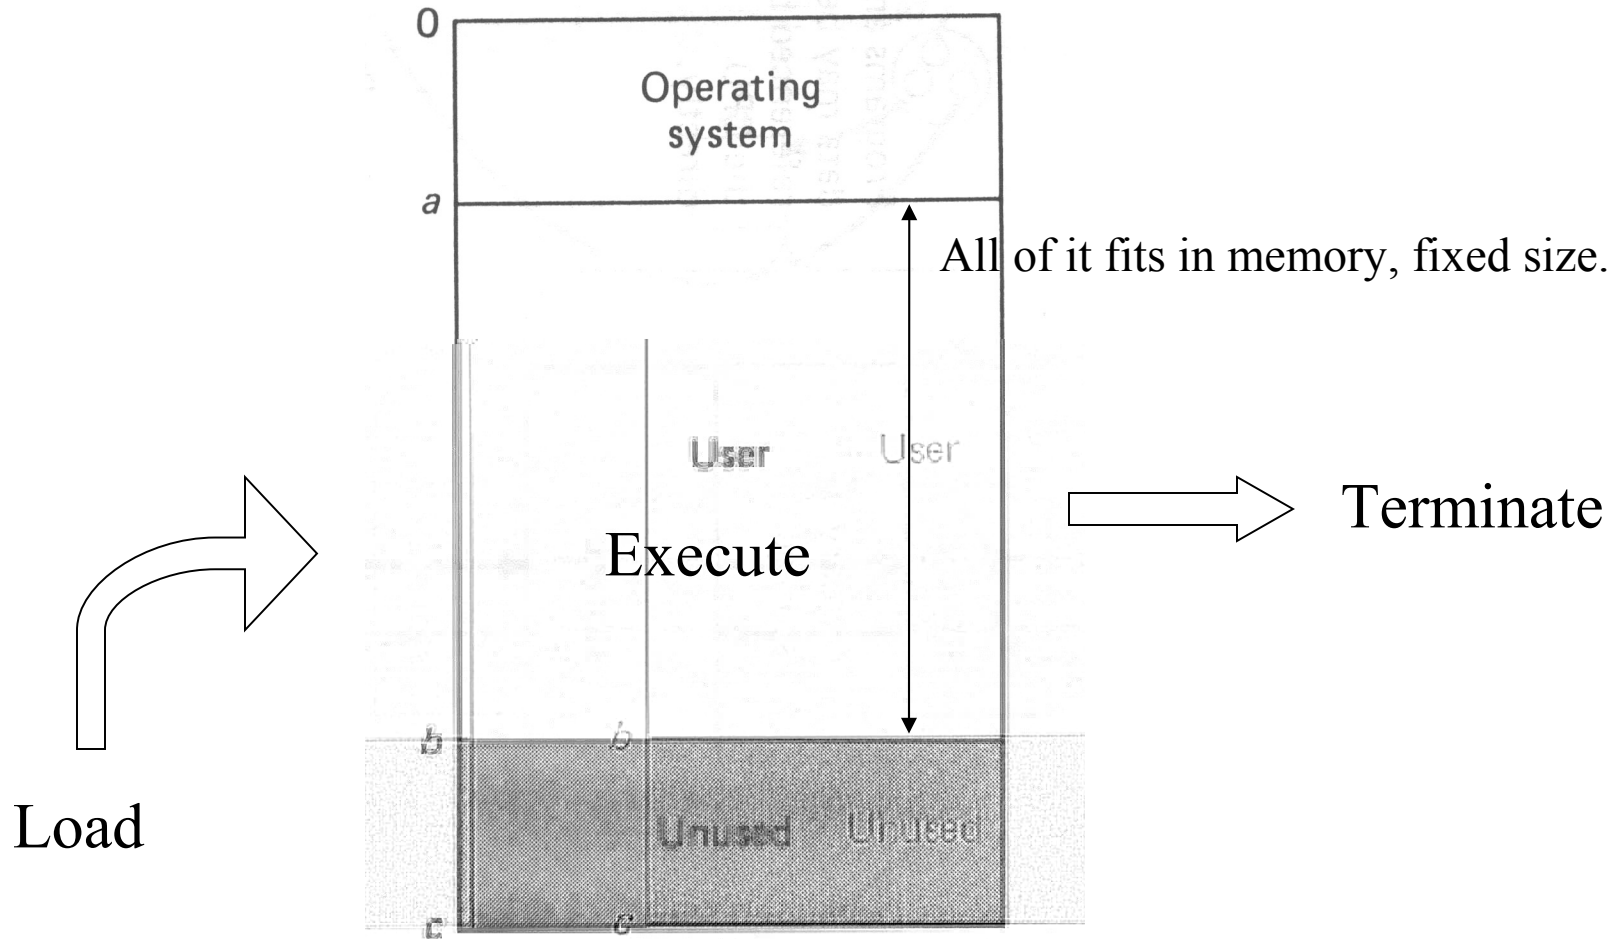 0
Operating
system
a
All of it fits in memory, fixed size.
User User
Terminate
Execute
b b
Load
Unused Unused
c c